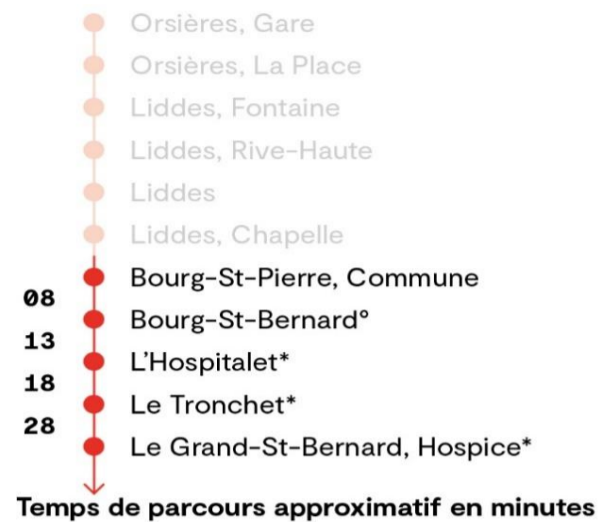 Orsières, Gare
Orsières, La Place
Liddes, Fontaine
Liddes, Rive-Haute
Liddes
Liddes, Chapelle
Bourg-St-Pierre, Commune
08
Bourg-St-Bernard°
13
L'Hospitalet*
18
Le Tronchet*
28
Le Grand-St-Bernard, Hospice*
Temps de parcours approximatif en minutes